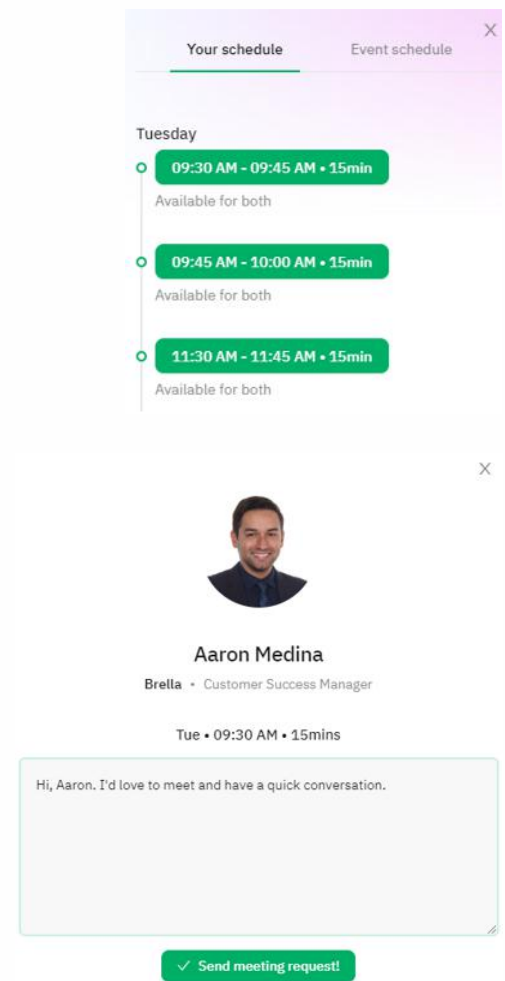 Your schedule Event schedule
Tuesday
09:30 AM - 09:45 AM • 15min
Available for both
09:45 AM - 10:00 AM • 15min
Available for both
11:30 AM - 11:45 AM • 15min
Available for both
Aaron Medina
Brella • Customer Success Manager
Tue • 09:30 AM • 15mins
Hi, Aaron. I'd love to meet and have a quick conversation.
✓ Send meeting request!